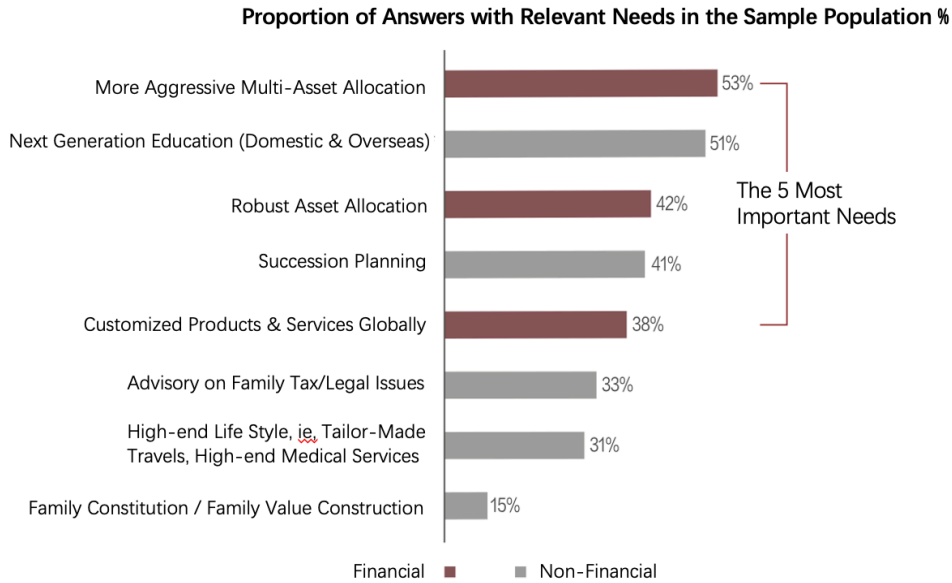 Proportion of Answers with Relevant Needs in the Sample Population %
More Aggressive Multi-Asset Allocation
53%
Next Generation Education (Domestic & Overseas)
51%
The 5 Most
Important Needs
Robust Asset Allocation
42%
Succession Planning
41%
Customized Products & Services Globally
38%
Advisory on Family Tax/Legal Issues
33%
High-end Life Style, ie, Tailor-Made
Travels, High-end Medical Services
31%
Family Constitution / Family Value Construction
15%
Financial
Non-Financial